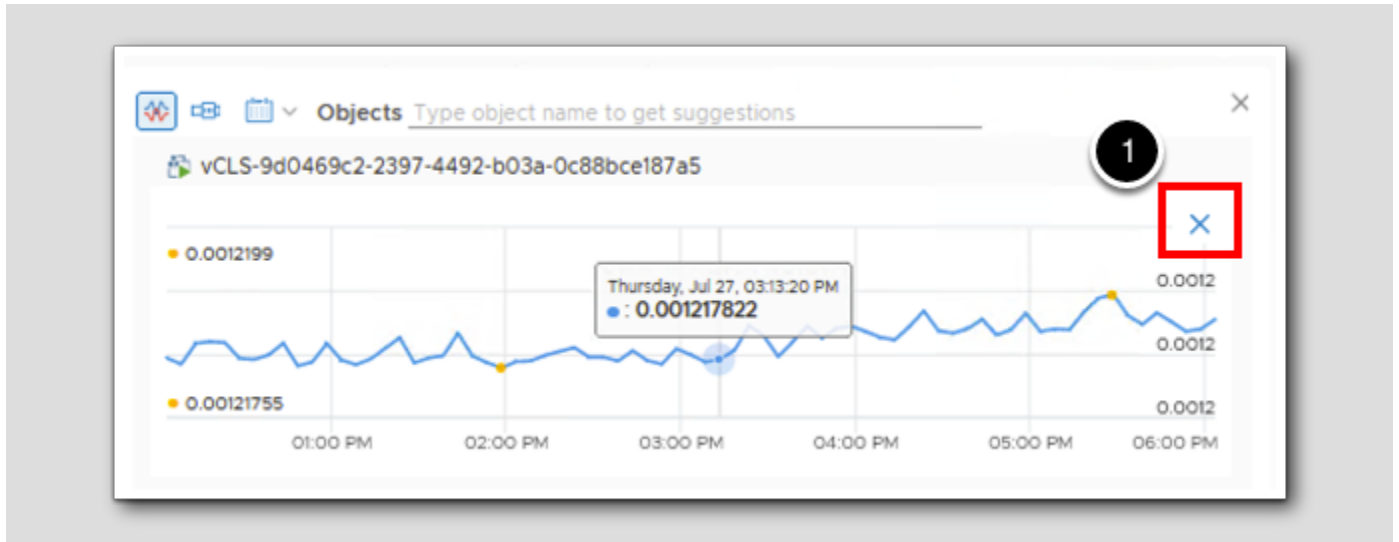 Objects Type object name to get suggestions
1
vCLS-9d0469c2-2397-4492-b03a-0c88bce187a5
0.0012199
Thursday, Jul 27, 03:13:20 PM
: 0.001217822
0.0012
0.0012
0.00121755
0.0012
01:00 PM 02:00 PM 03:00 PM 04:00 PM 05:00 PM 06:00 PM